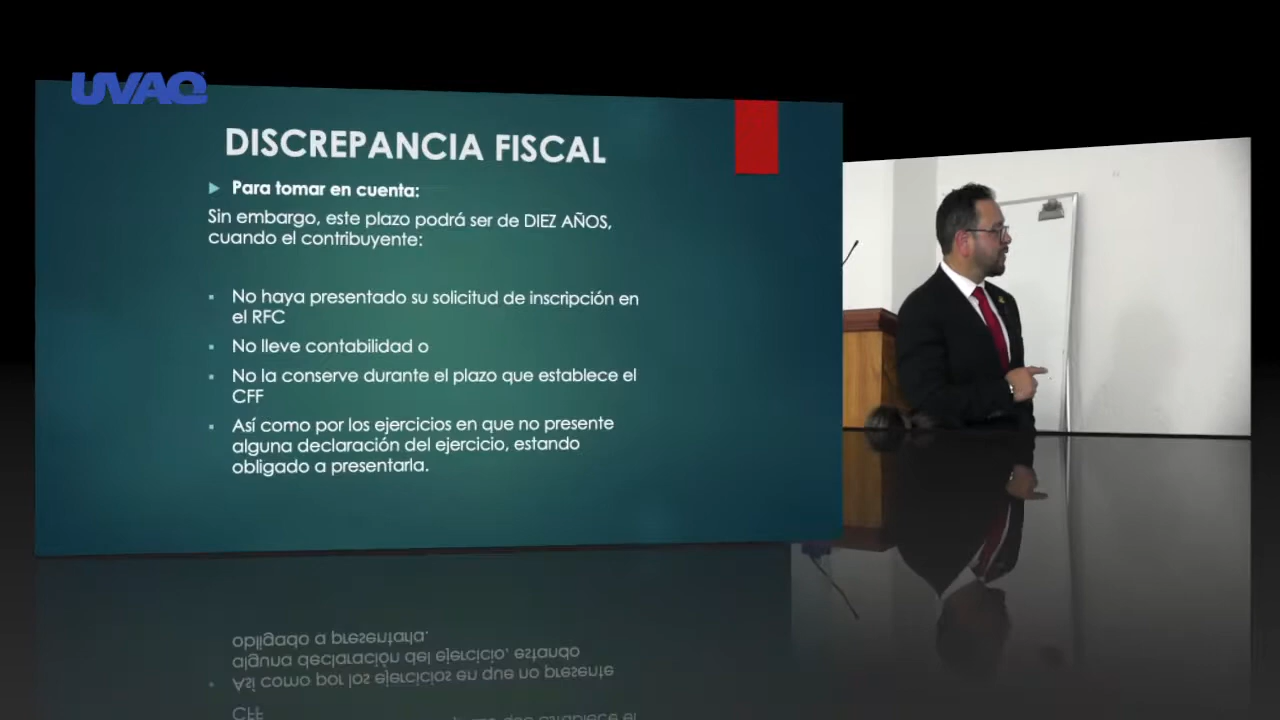 UVAQ
DISCREPANCIA FISCAL
Para tomar en cuenta:
Sin embargo, este plazo podrá ser de DIEZ AÑOS,
cuando el contribuyente:
No haya presentado su solicitud de inscripción en
el RFC
No lleve contabilidad o
No la conserve durante el plazo que establece el
CFF
Así como por los ejercicios en que no presente
alguna declaración del ejercicio, estando
obligado a presentarla.